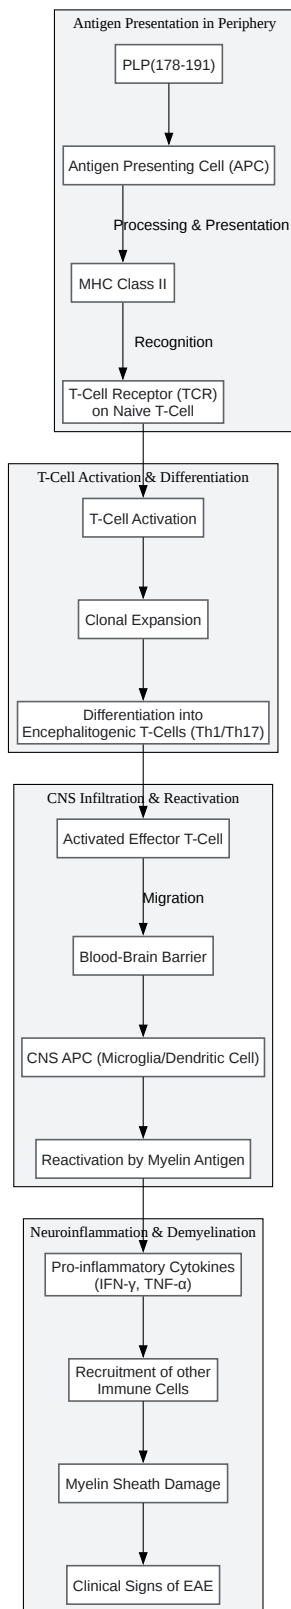 Antigen Presentation in Periphery
PLP(178-191)
Antigen Presenting Cell (APC)
Processing & Presentation
MHC Class II
Recognition
T-Cell Receptor (TCR)
on Naive T-Cell
T-Cell Activation & Differentiation
T-Cell Activation
Clonal Expansion
Differentiation into
Encephalitogenic T-Cells (Th1/Th17)
CNS Infiltration & Reactivation
Activated Effector T-Cell
Migration
Blood-Brain Barrier
CNS APC (Microglia/Dendritic Cell)
Reactivation by Myelin Antigen
Neuroinflammation & Demyelination
Pro-inflammatory Cytokines
(IFN-γ, TNF-α)
Recruitment of other
Immune Cells
Myelin Sheath Damage
Clinical Signs of EAE